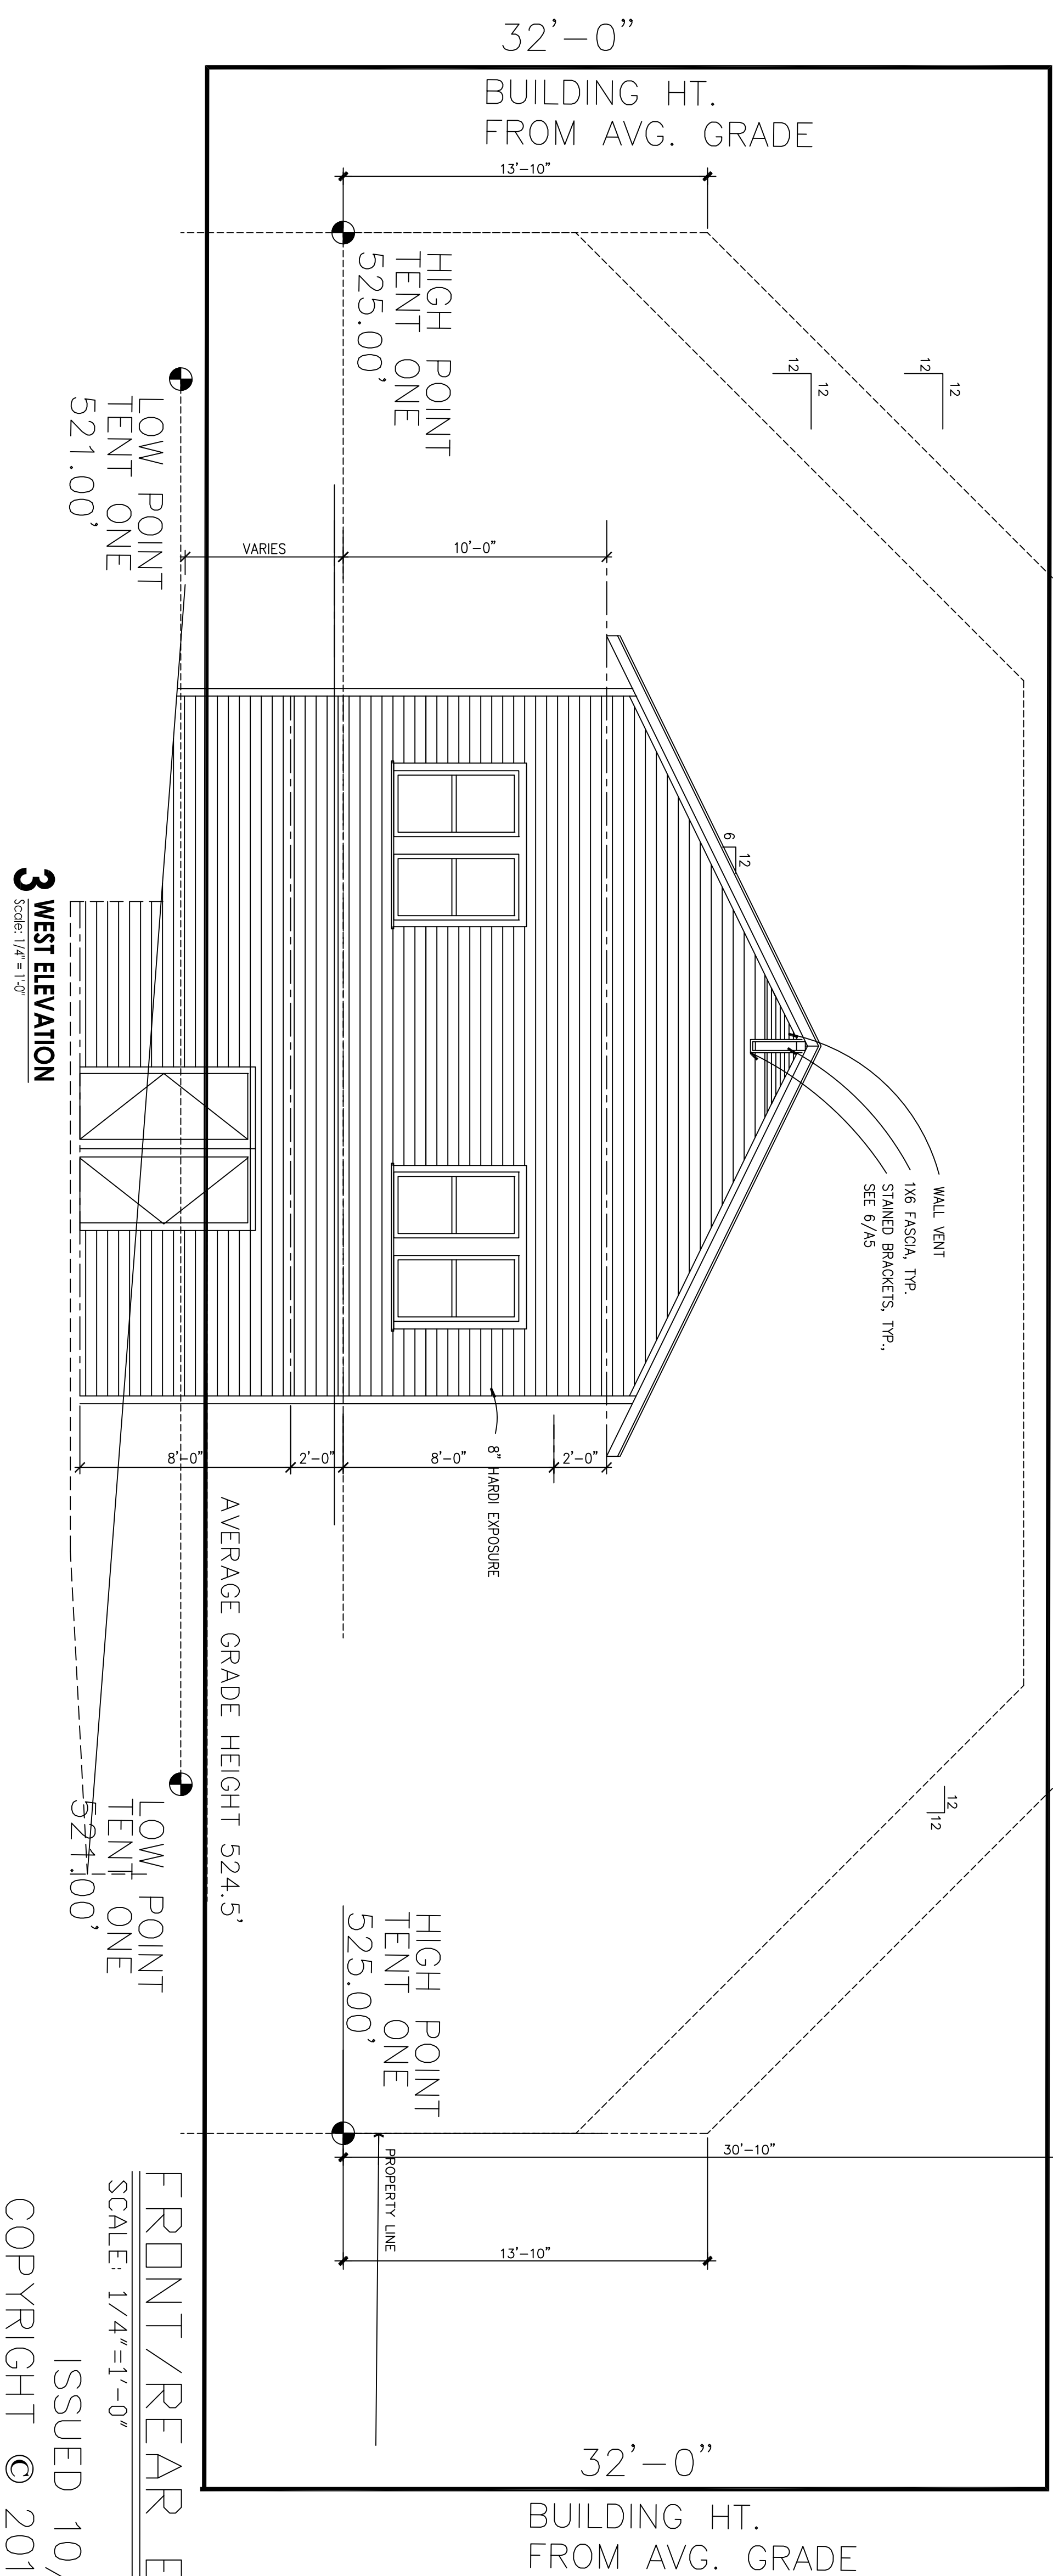 32'-0"
BUILDING HT.
FROM AVG. GRADE
13'-10"
HIGH POINT
TENT ONE
525.00'
LOW POINT
TENT ONE
521.00'
12
12
12
12
VARIES
10'-0"
6
12
WALL VENT
1X6 FASCIA, TYP.
STAINED BRACKETS, TYP.,
SEE 6/A5
3 WEST ELEVATION
Scale: 1/4" = 1'-0"
8'-0"
2'-0"
8'-0"
2'-0"
8" HARDI EXPOSURE
AVERAGE GRADE HEIGHT 524.5'
12
12
LOW POINT
TENT ONE
521.00'
HIGH POINT
TENT ONE
525.00'
PROPERTY LINE
30'-10"
13'-10"
FRONT/REAR
SCALE: 1/4"=1'-0"
ISSUED 10/
COPYRIGHT © 201
32'-0"
BUILDING HT.
FROM AVG. GRADE